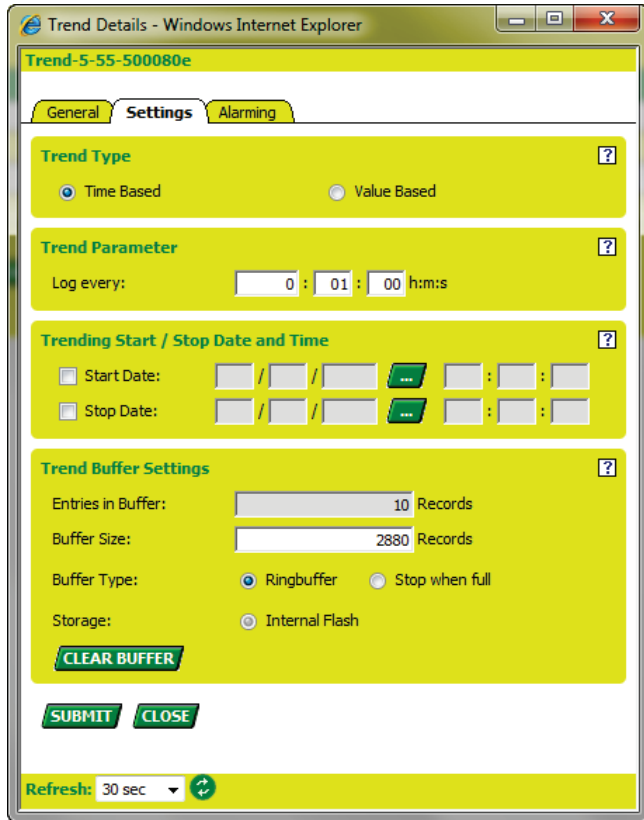 Trend Details - Windows Internet Explorer
Trend-5-55-500080e
General Settings Alarming
Trend Type ?
Time Based Value Based
Trend Parameter ?
Log every: 0 : 01 : 00 h:m:s
Trending Start / Stop Date and Time ?
Start Date: / / ... : :
Stop Date: / / ... : :
Trend Buffer Settings ?
Entries in Buffer: 10 Records
Buffer Size: 2880 Records
Buffer Type: Ringbuffer Stop when full
Storage: Internal Flash
CLEAR BUFFER
SUBMIT CLOSE
Refresh: 30 sec